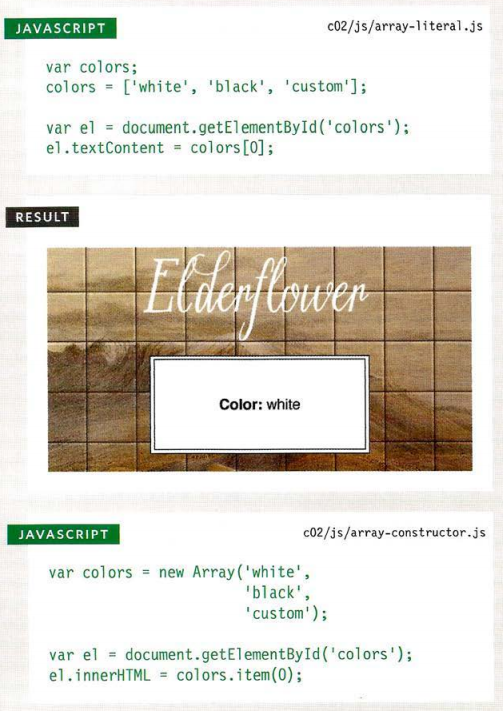 JAVASCRIPT
c02/js/array-literal.js
var colors;
colors = ['white', 'black', 'custom'];
var el = document.getElementById('colors');
el.textContent = colors[0];
RESULT
Elderflower
Color: white
JAVASCRIPT
c02/js/array-constructor.js
var colors = new Array('white',
'black',
'custom');
var el = document.getElementById('colors');
el.innerHTML = colors.item(0);